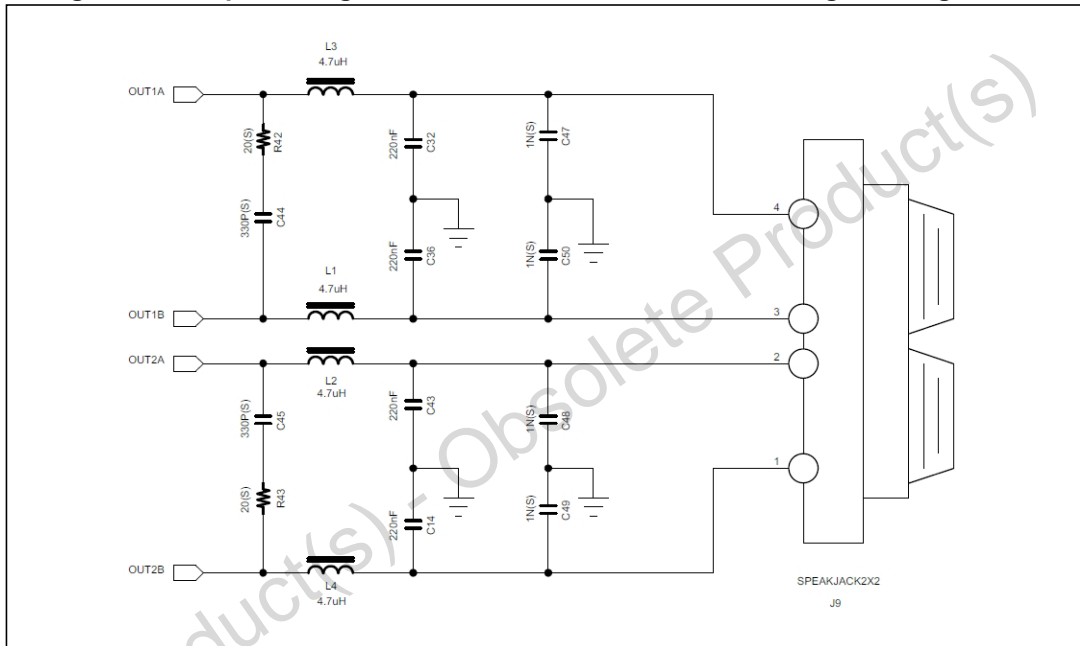 L3
4.7uH
OUT1A
20(S)
R42
330P(S)
C44
220nF
C32
1N(S)
C47
220nF
C36
1N(S)
C50
4
L1
4.7uH
OUT1B
3
OUT2A
2
L2
4.7uH
330P(S)
C45
20(S)
R43
220nF
C43
1N(S)
C48
220nF
C14
1N(S)
C49
1
OUT2B
L4
4.7uH
SPEAKJACK2X2
J9
duct(s) - Obsolete Product(s)